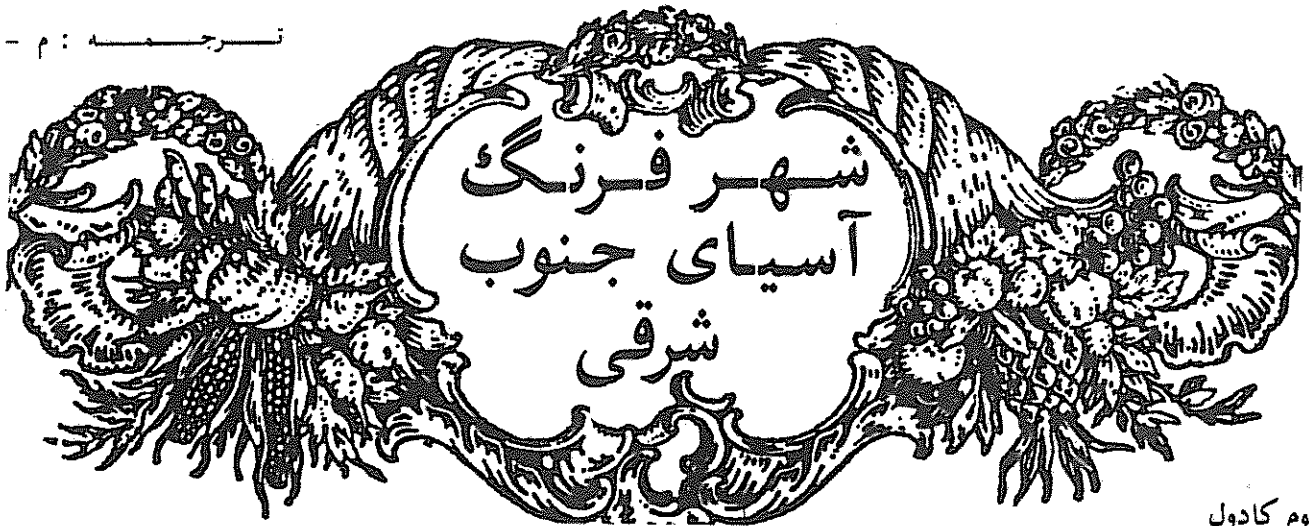 ترجمه : م -
شهر فرنگ
آسیای جنوب
شرقی
وم کادول